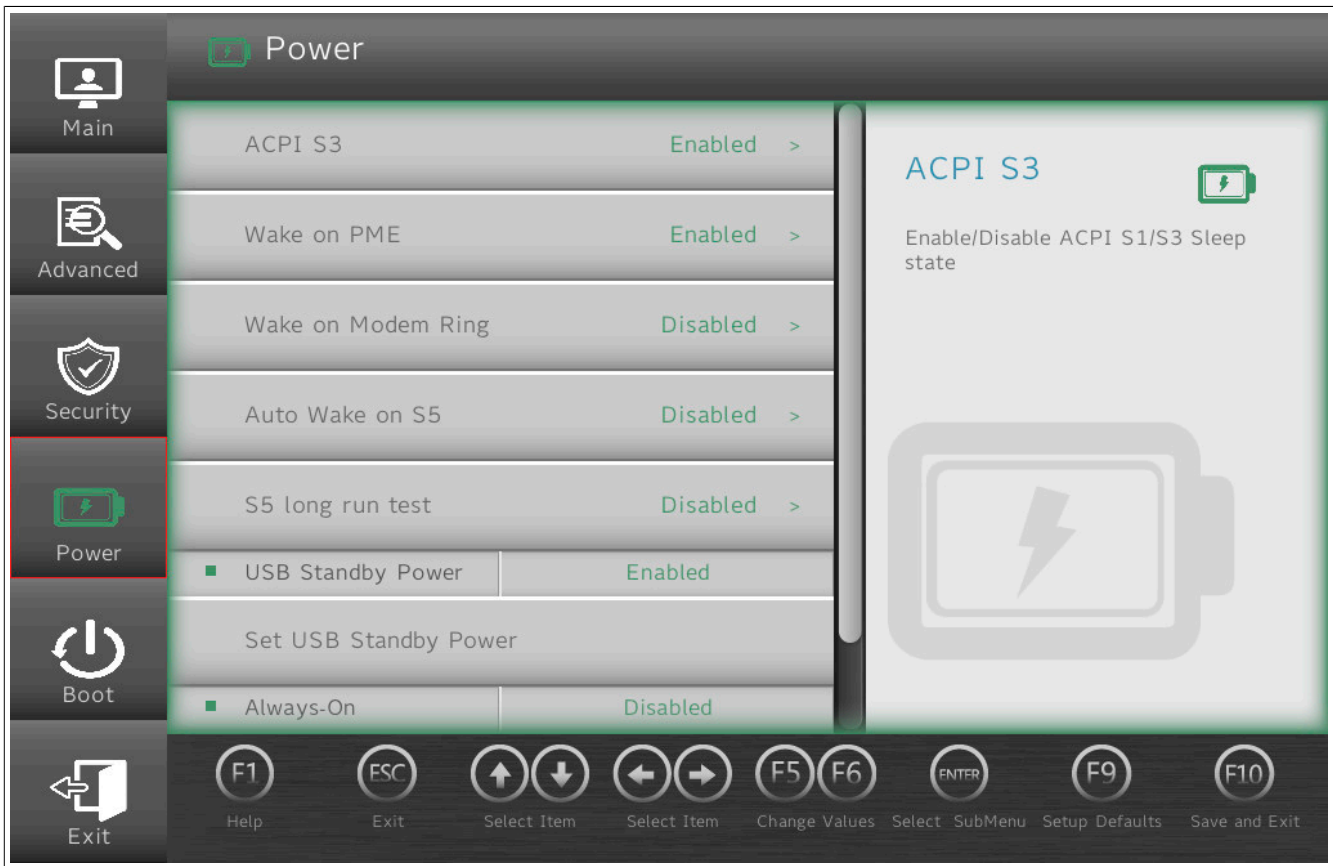 Power
Main
Advanced
Security
Power
Boot
Exit
ACPI S3 Enabled >
Wake on PME Enabled >
Wake on Modem Ring Disabled >
Auto Wake on S5 Disabled >
S5 long run test Disabled >
USB Standby Power Enabled
Set USB Standby Power
Always-On Disabled
ACPI S3
Enable/Disable ACPI S1/S3 Sleep
state
F1 ESC F5 F6 ENTER F9 F10
Help Exit Select Item Select Item Change Values Select SubMenu Setup Defaults Save and Exit